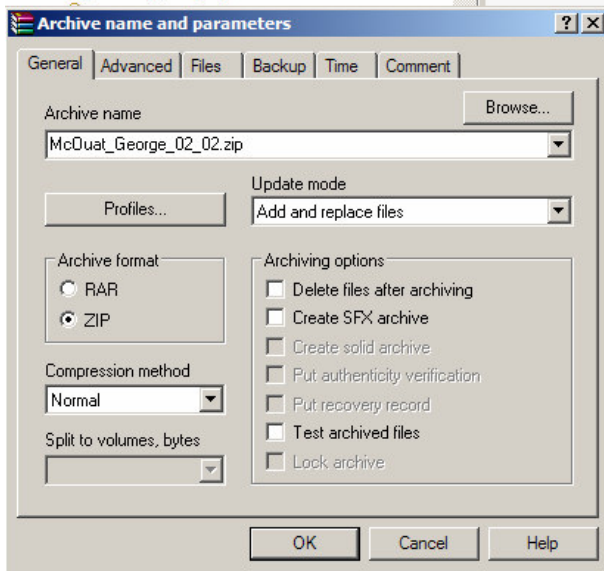 Archive name and parameters
General Advanced Files Backup Time Comment
Archive name
Browse...
McOuat_George_02_02.zip
Update mode
Profiles...
Add and replace files
Archive format
RAR
ZIP
Archiving options
Delete files after archiving
Create SFX archive
Create solid archive
Put authenticity verification
Put recovery record
Test archived files
Lock archive
Compression method
Normal
Split to volumes, bytes
OK Cancel Help